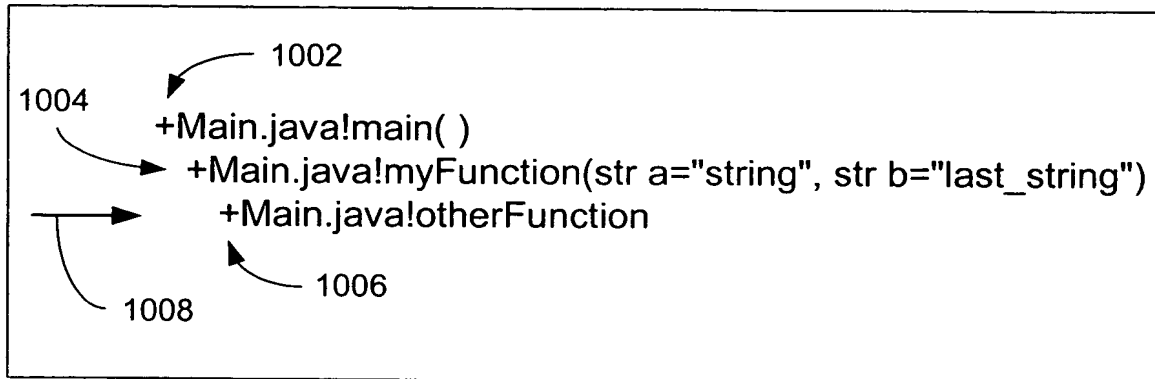 1002
1004
+Main.java!main( )
+Main.java!myFunction(str a="string", str b="last_string")
+Main.java!otherFunction
1006
1008